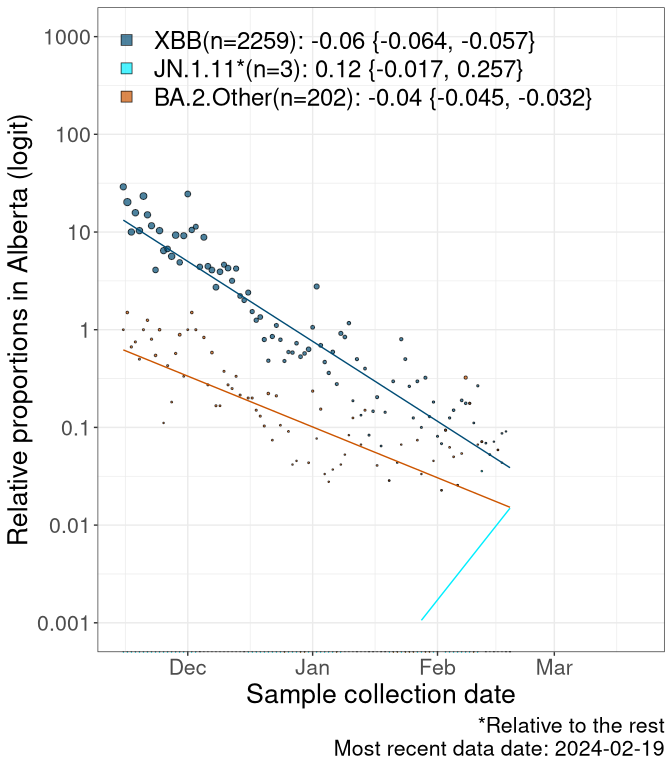 XBB(n=2259): -0.06 {-0.064, -0.057}
JN.1.11*(n=3): 0.12 {-0.017, 0.257}
BA.2.Other(n=202): -0.04 {-0.045, -0.032}
Relative proportions in Alberta (logit)
1000
100
10
1
0.1
0.01
0.001
Dec Jan Feb Mar
Sample collection date
*Relative to the rest
Most recent data date: 2024-02-19